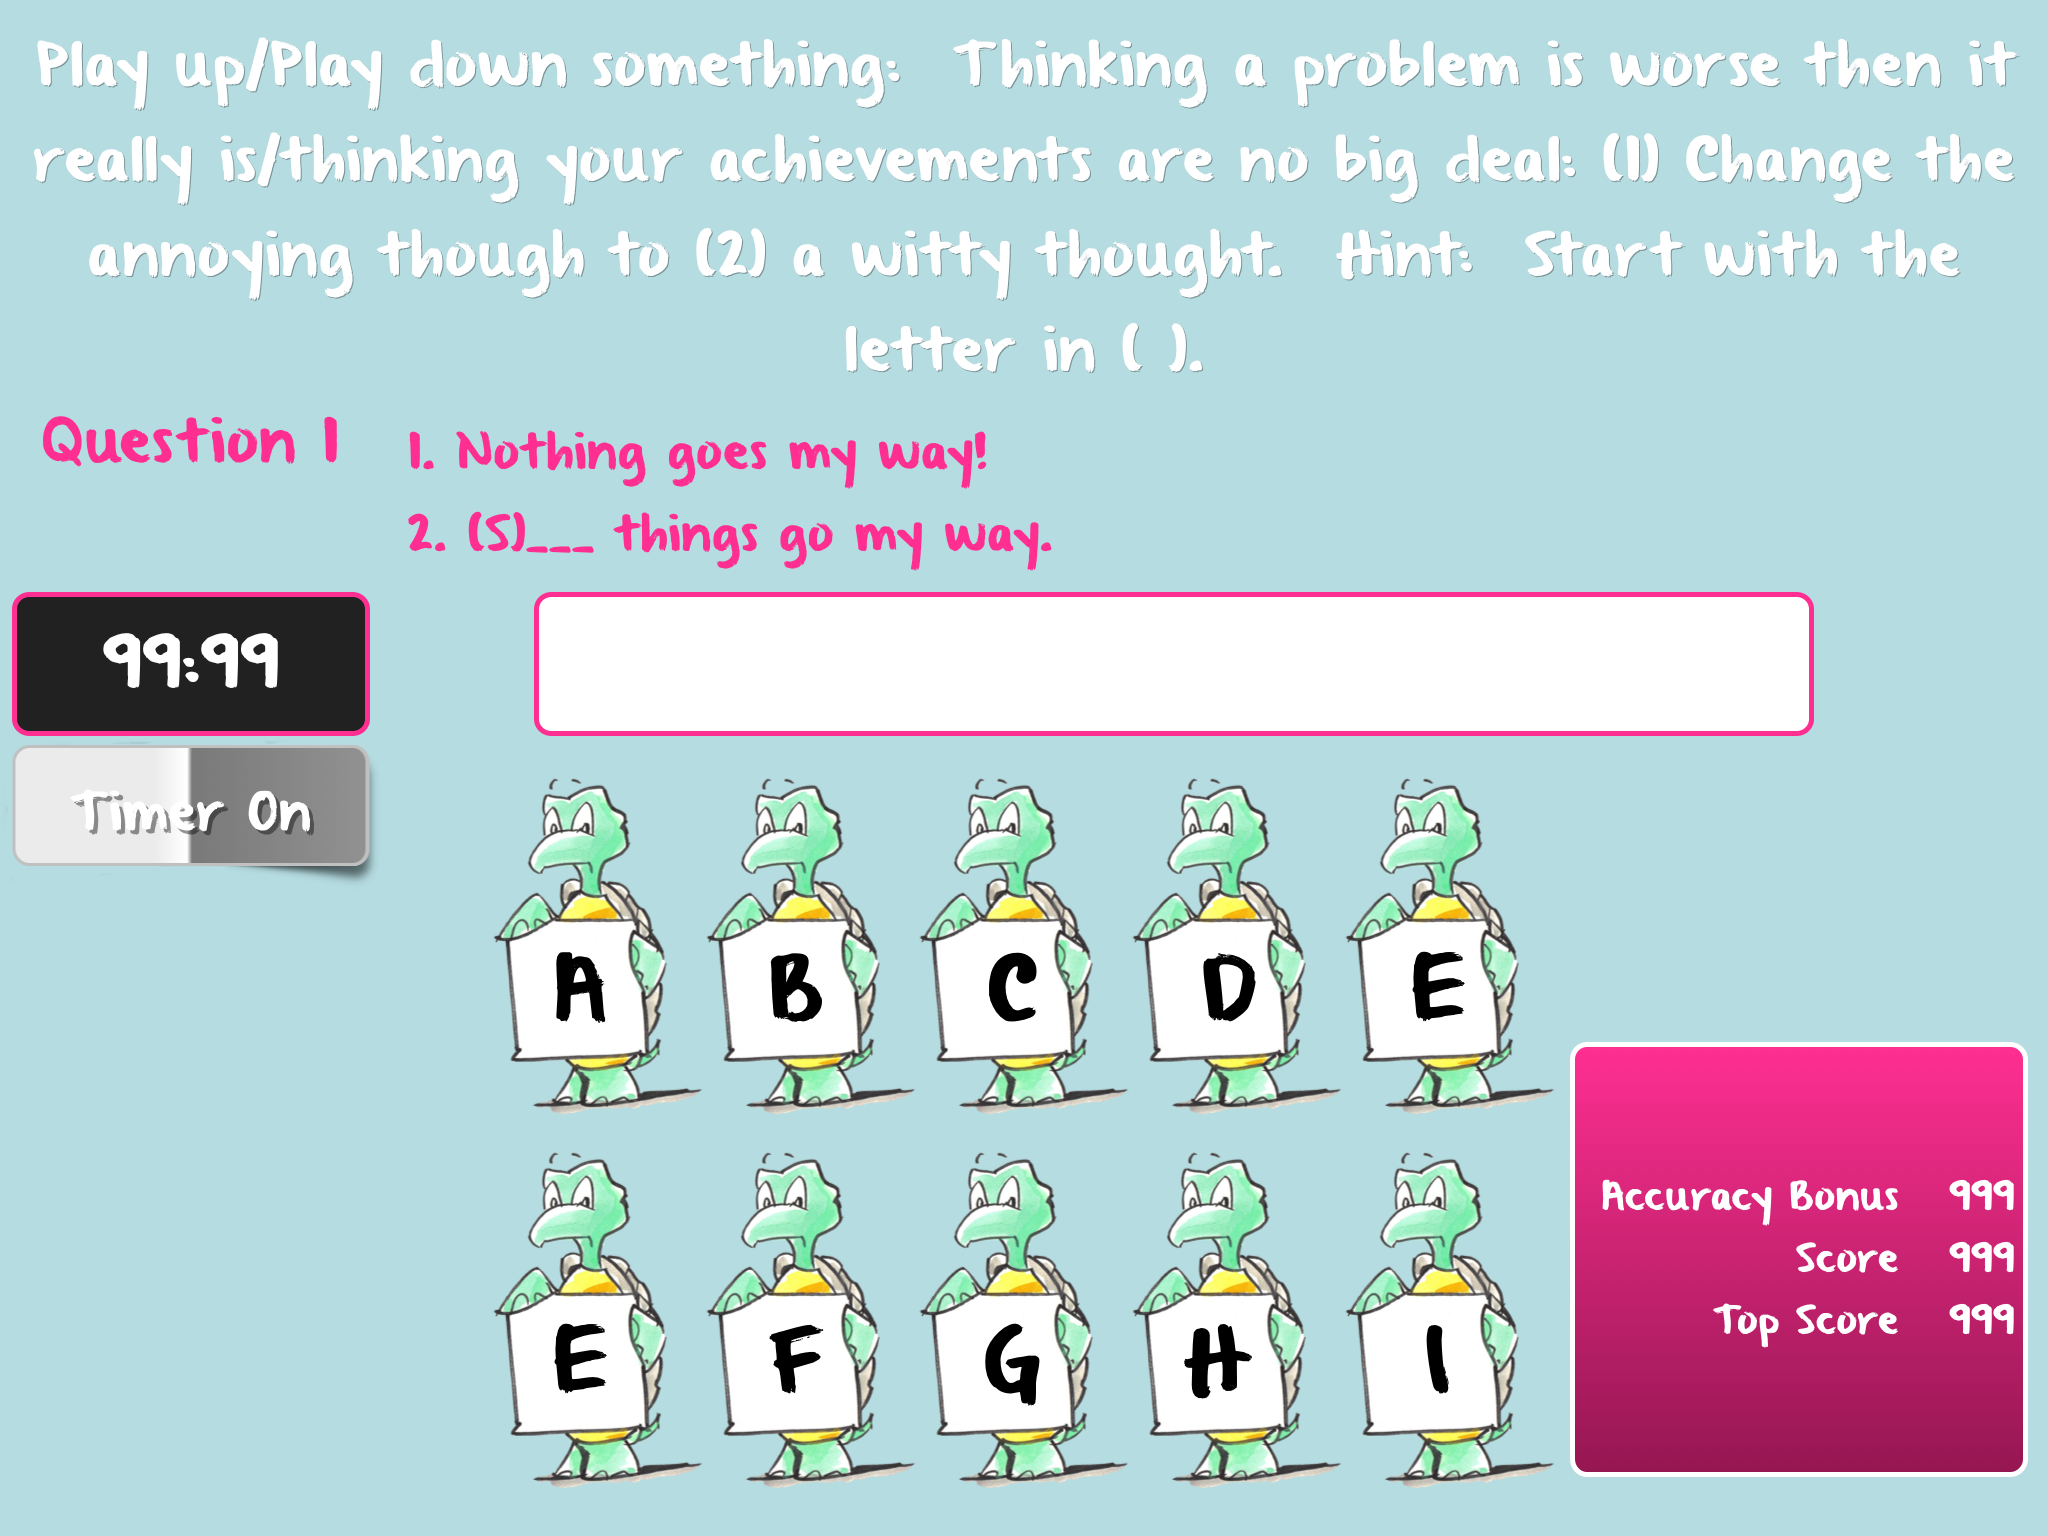 Play up/Play down something: Thinking a problem is worse then it
really is/thinking your achievements are no big deal: (1) Change the
annoying though to (2) a witty thought. Hint: Start with the
letter in ( ).
Question 1
1. Nothing goes my way!
2. (S)___ things go my way.
99:99
Timer On
A B C D E
E F G H I
Accuracy Bonus 999
Score 999
Top Score 999